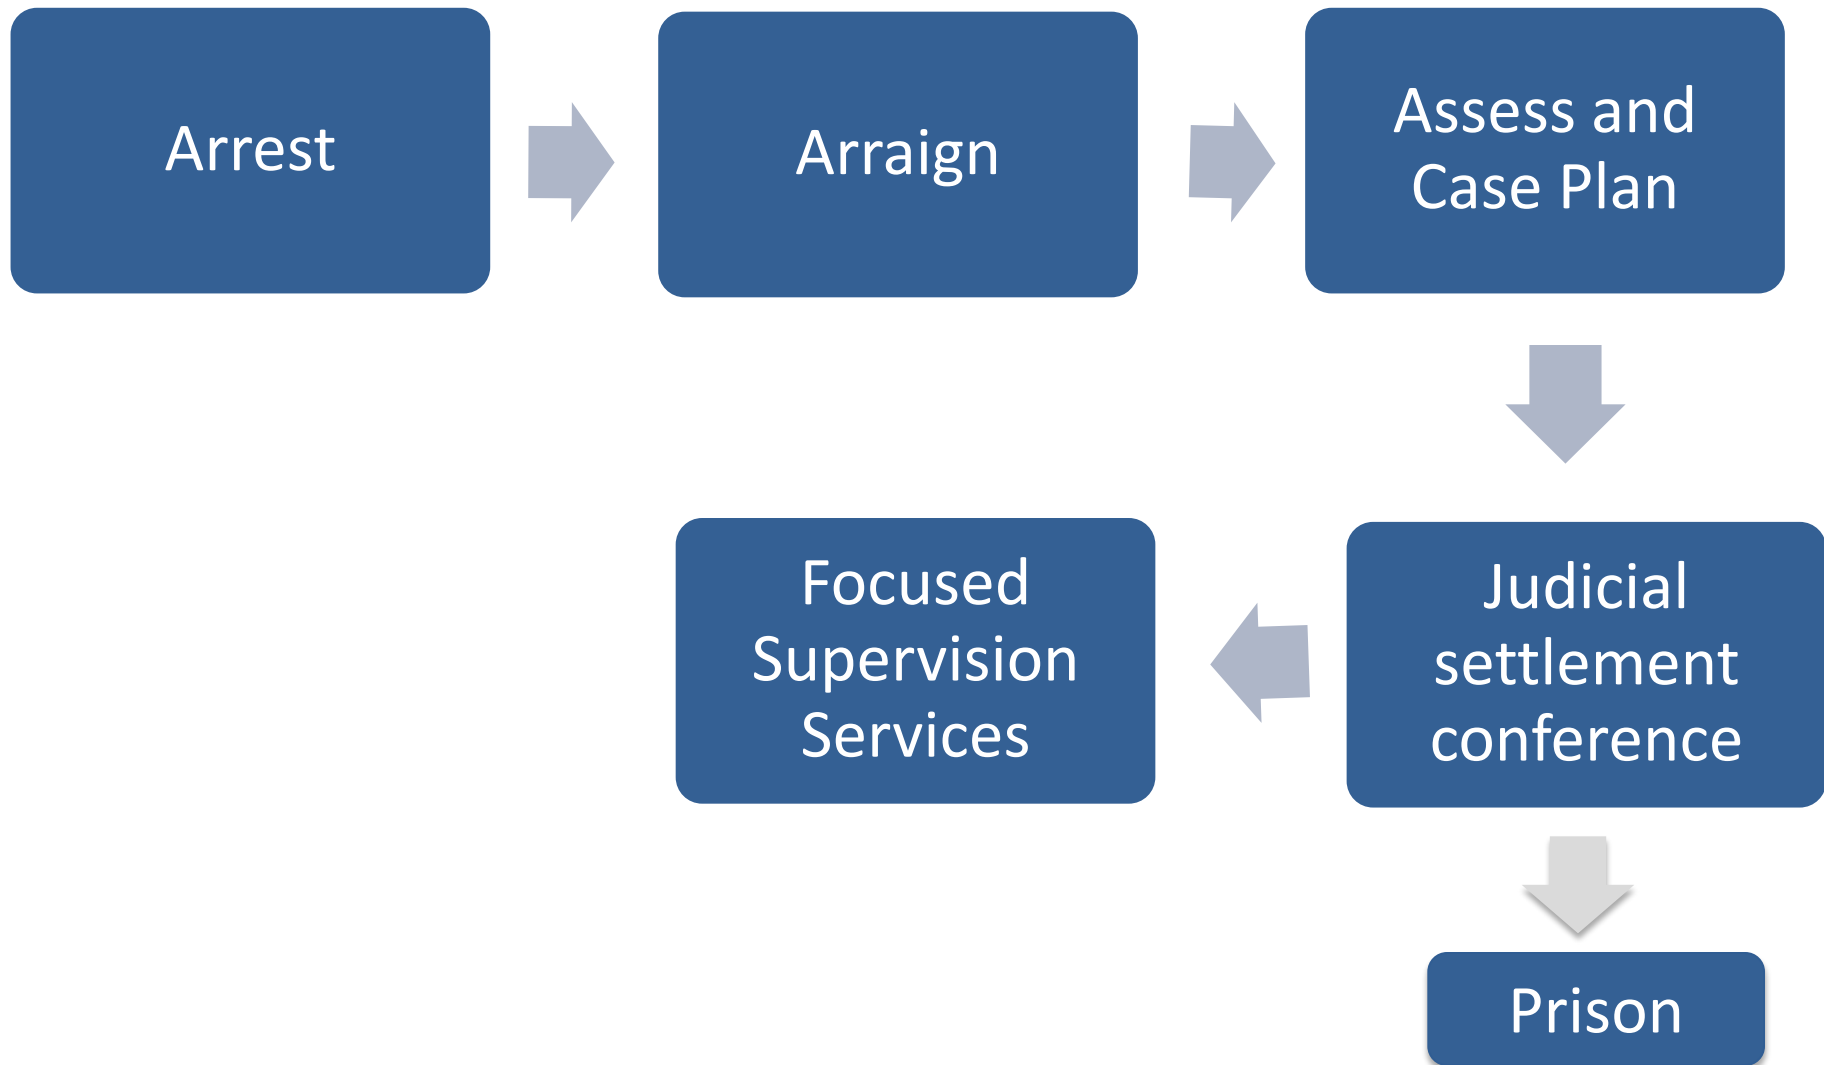 Arrest
Arraign
Assess and
Case Plan
Judicial
settlement
conference
Focused
Supervision
Services
Prison